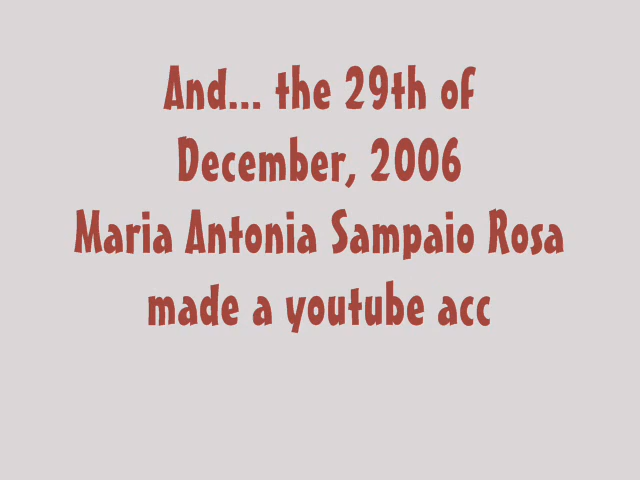 And... the 29th of
December, 2006
Maria Antonia Sampaio Rosa
made a youtube acc